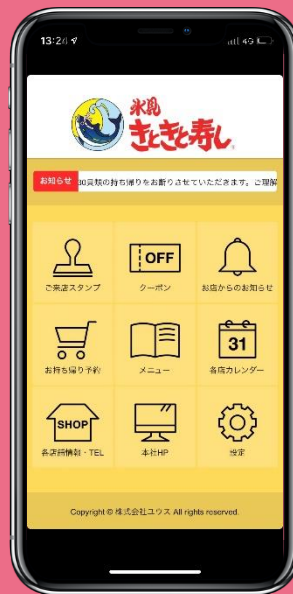 13:24
4G
氷見
きときと寿し
お知らせ 00貝類の持ち帰りをお断りさせていただきます。ご理解
OFF
ご来店スタンプ クーポン お店からのお知らせ
31
お持ち帰り予約 メニュー 各店カレンダー
SHOP
各店舗情報・TEL 本社HP 設定
Copyright © 株式会社ユウス All rights reserved.